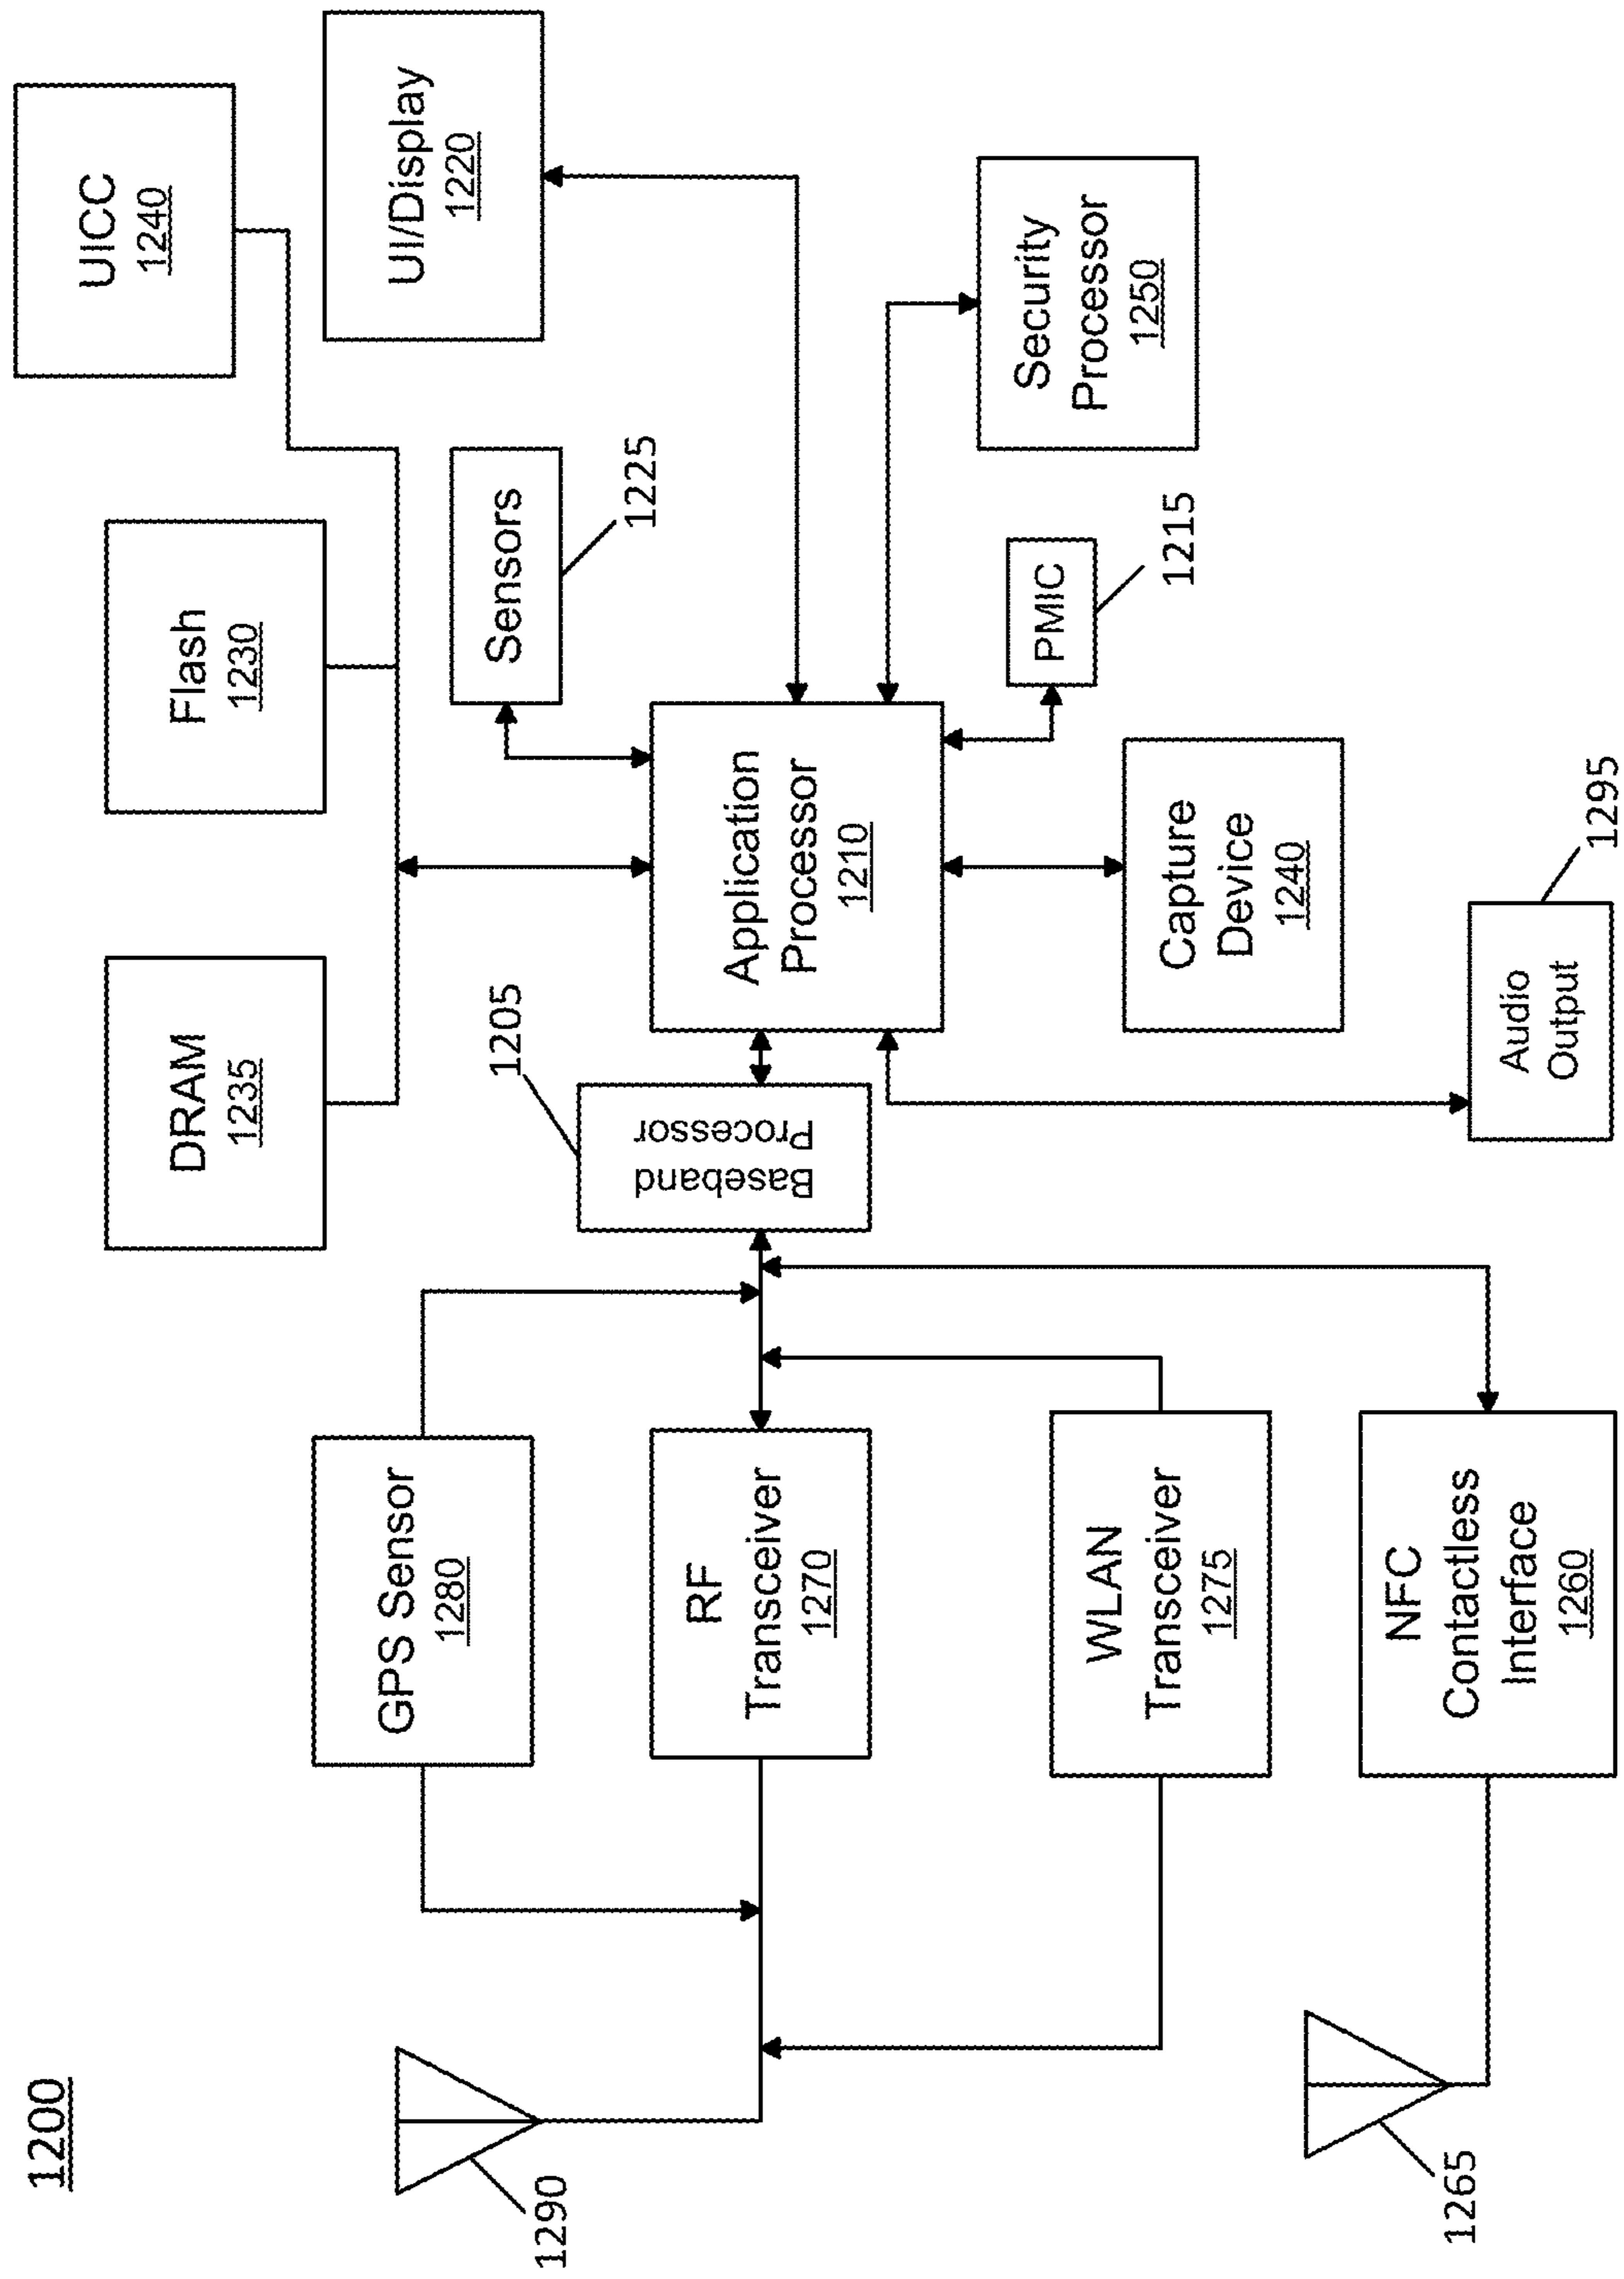 1200
DRAM
1235
Flash
1230
UICC
1240
UI/Display
1220
Sensors
1225
GPS Sensor
1280
1290
RF
Transceiver
1270
Baseband
Processor
1205
Application
Processor
1210
Security
Processor
1250
PMIC
1215
WLAN
Transceiver
1275
Capture
Device
1240
NFC
Contactless
Interface
1260
1265
Audio
Output
1295